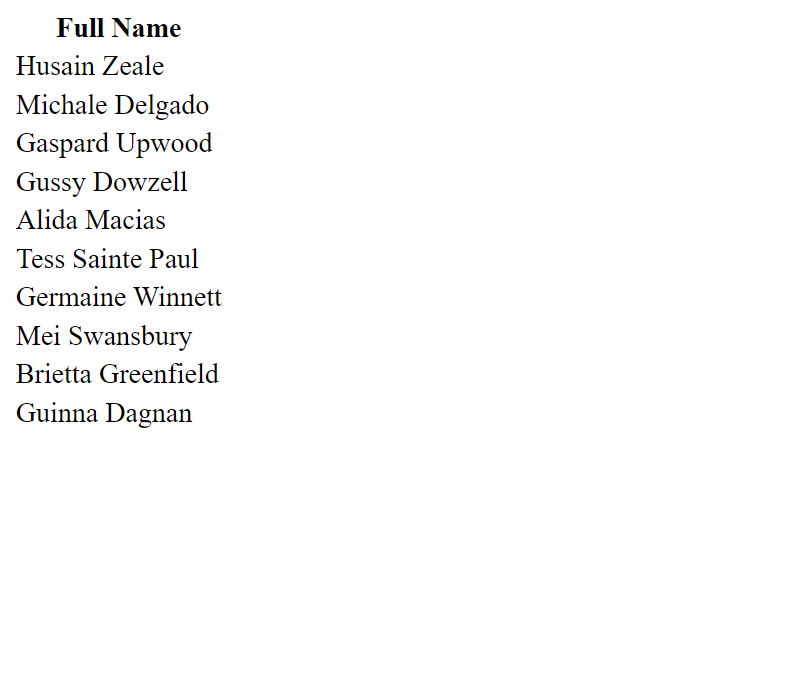 Full Name
Husain Zeale
Michale Delgado
Gaspard Upwood
Gussy Dowzell
Alida Macias
Tess Sainte Paul
Germaine Winnett
Mei Swansbury
Brietta Greenfield
Guinna Dagnan